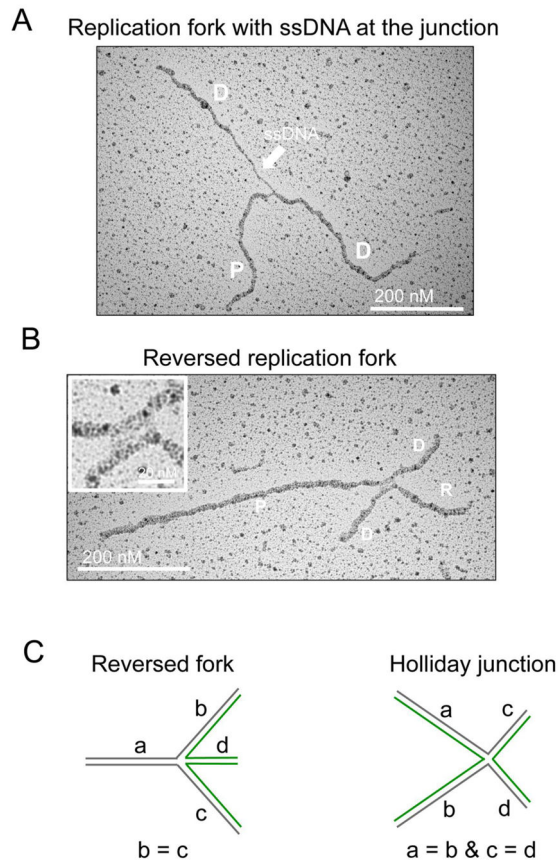 A
Replication fork with ssDNA at the junction
D
ssDNA
D
P
200 nM
B
Reversed replication fork
D
R
P
D
200 nM
C
Reversed fork
Holliday junction
b
a
d
c
b = c
a
c
b
d
a = b & c = d